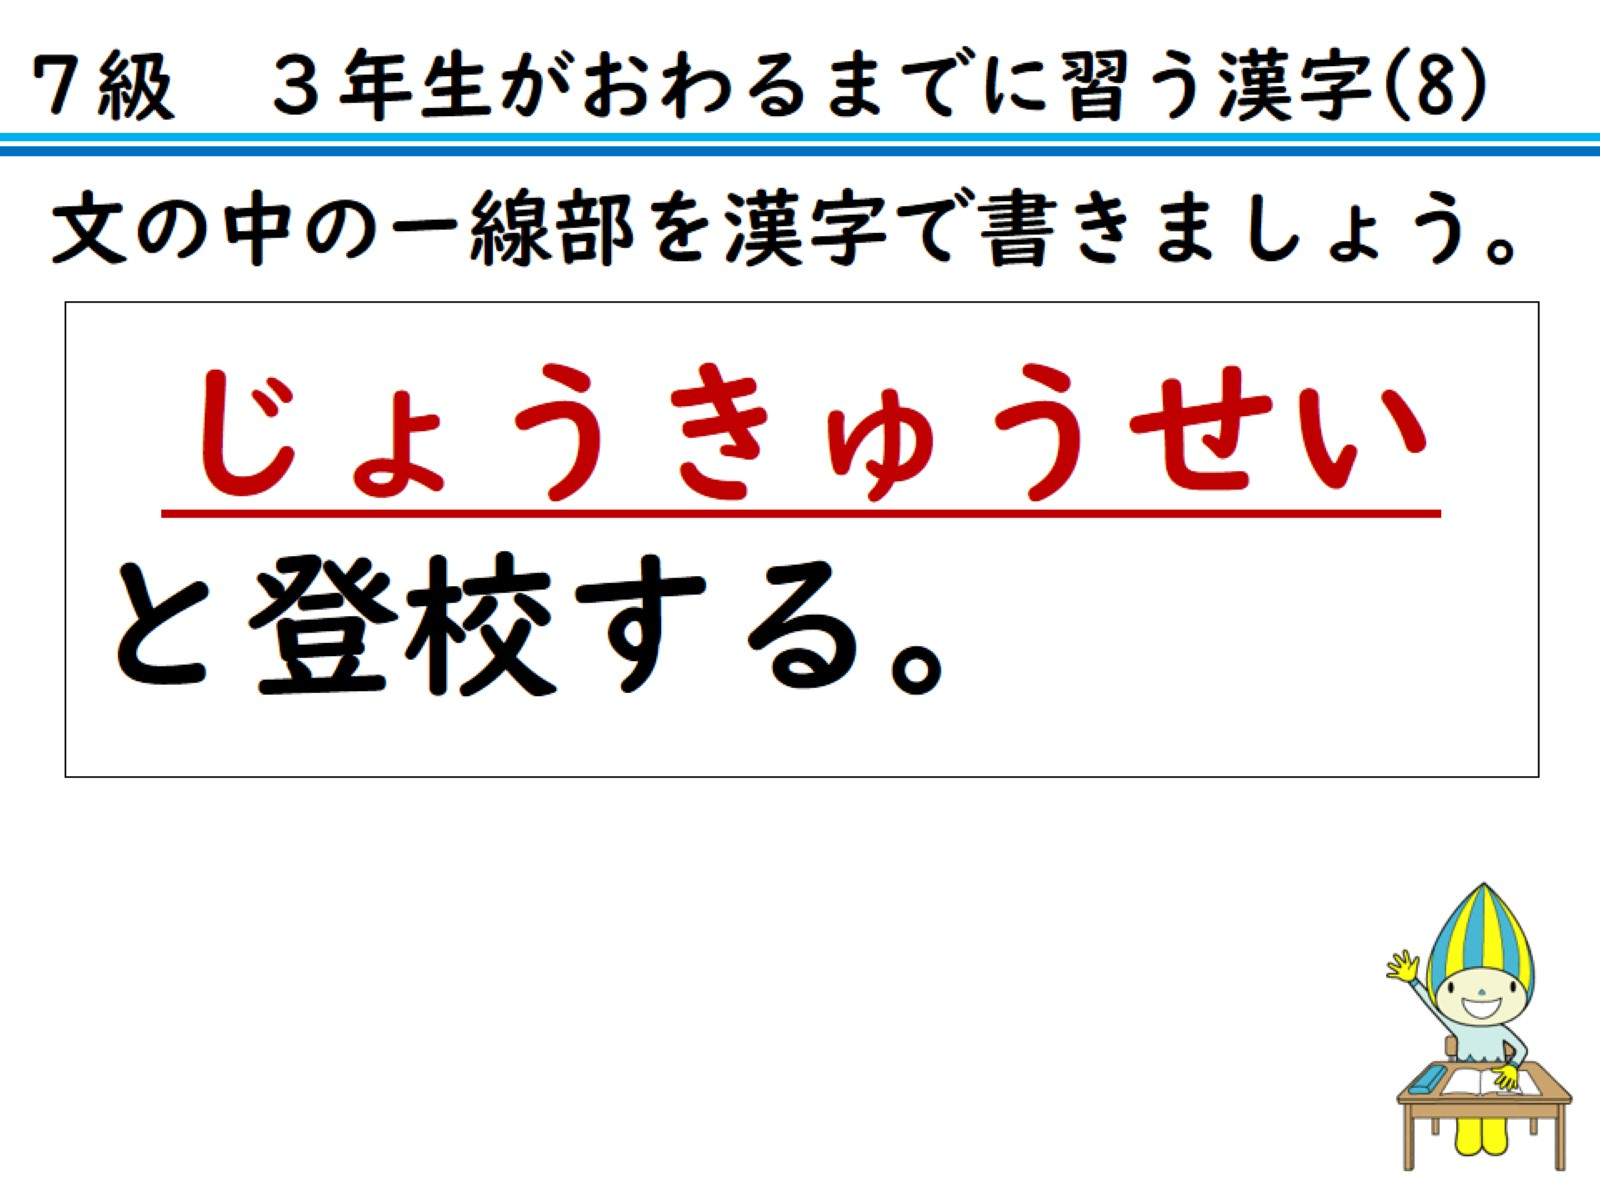 ７級　３年生がおわるまでに習う漢字(8)
文の中の一線部を漢字で書きましょう。
じょうきゅうせい
と登校する。